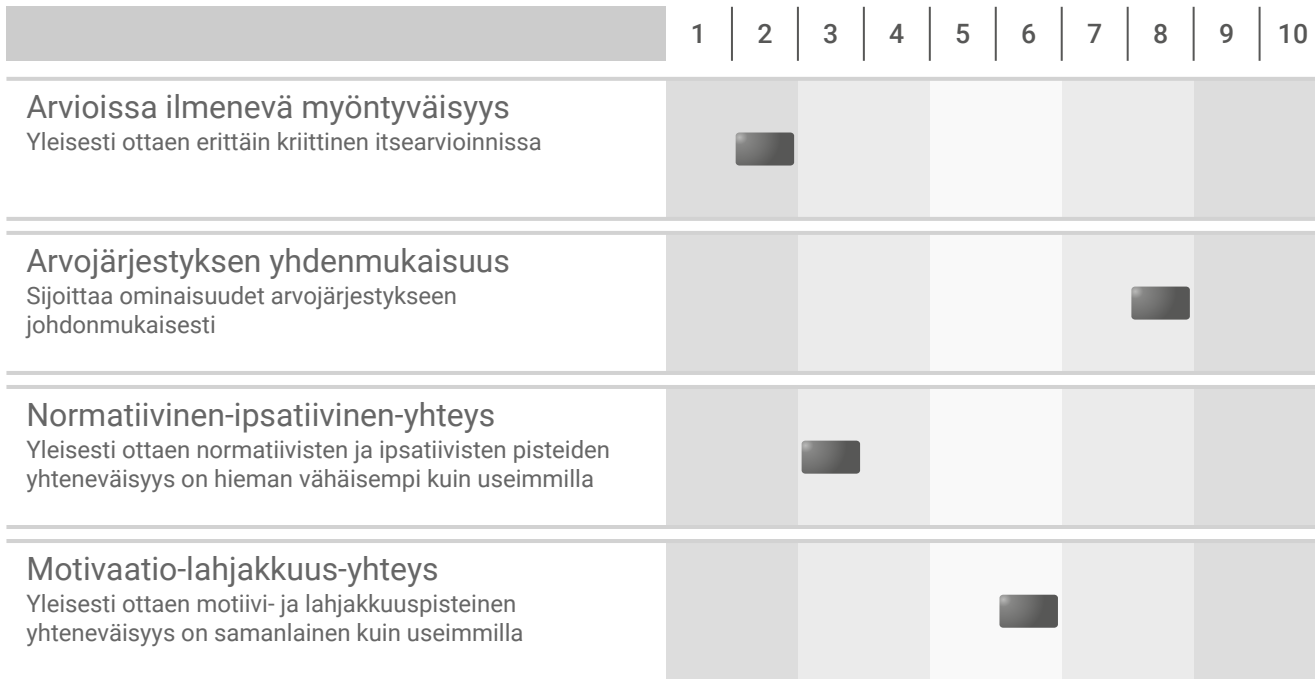 1 2 3 4 5 6 7 8 9 10
Arvioissa ilmenevä myöntyväisyys
Yleisesti ottaen erittäin kriittinen itsearvioinnissa
Arvojärjestyksen yhdenmukaisuus
Sijoittaa ominaisuudet arvojärjestykseen
johdonmukaisesti
Normatiivinen-ipsatiivinen-yhteys
Yleisesti ottaen normatiivisten ja ipsatiivisten pisteiden
yhteneväisyys on hieman vähäisempi kuin useimmilla
Motivaatio-lahjakkuus-yhteys
Yleisesti ottaen motiivi- ja lahjakkuuspisteinen
yhteneväisyys on samanlainen kuin useimmilla